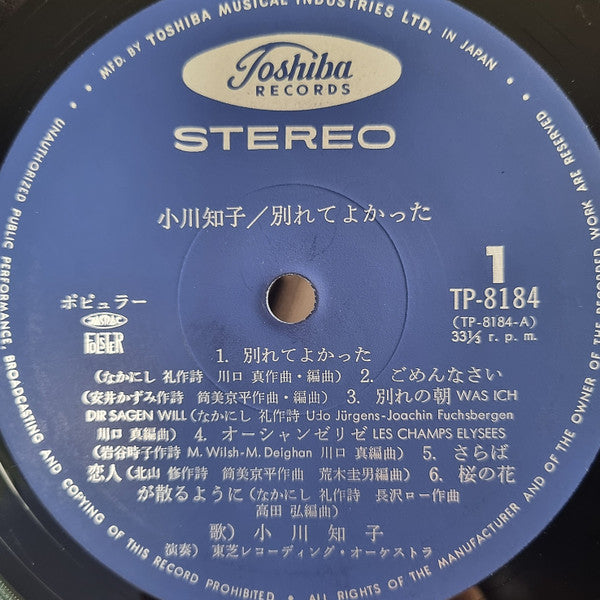 MFD. BY TOSHIBA MUSICAL INDUSTRIES LTD. IN JAPAN
Toshiba
RECORDS
STEREO
小川知子/別れてよかった
1
TP-8184
(TP-8184-A)
33⅓ r. p. m.
ポピュラー
1. 別れてよかった
(なかにし 礼作詩 川口 真作曲・編曲) 2. ごめんなさい
(安井かずみ作詩 筒美京平作曲・編曲) 3. 別れの朝 WAS ICH
DIR SAGEN WILL (なかにし 礼作詩 Udo Jürgens-Joachin Fuchsbergen
川口 真編曲) 4. オーシャンゼリゼ LES CHAMPS ELYSEES
(岩谷時子作詩 M. Wilsh-M. Deighan 川口 真編曲) 5. さらば
恋人 (北山 修作詩 筒美京平作曲 荒木圭男編曲) 6. 桜の花
が散るように (なかにし 礼作詩 長沢ロー作曲
高田 弘編曲)
歌) 小川知子
演奏) 東芝レコーディング・オーケストラ
UNAUTHORIZED PUBLIC PERFORMANCE, BROADCASTING AND COPYING OF THIS RECORD PROHIBITED • ALL RIGHTS OF THE MANUFACTURER AND OF THE OWNER OF THE RECORDED WORK ARE RESERVED